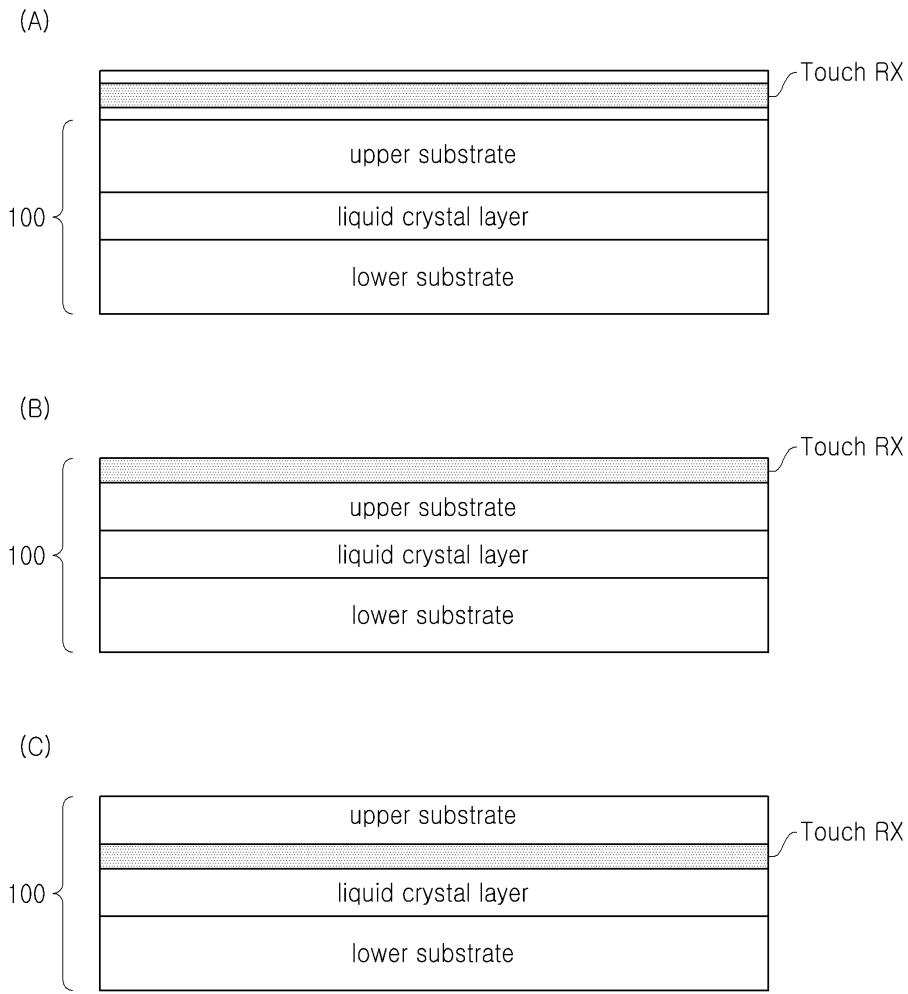 (A)
Touch RX
upper substrate
100
liquid crystal layer
lower substrate
(B)
Touch RX
upper substrate
100
liquid crystal layer
lower substrate
(C)
upper substrate
Touch RX
100
liquid crystal layer
lower substrate